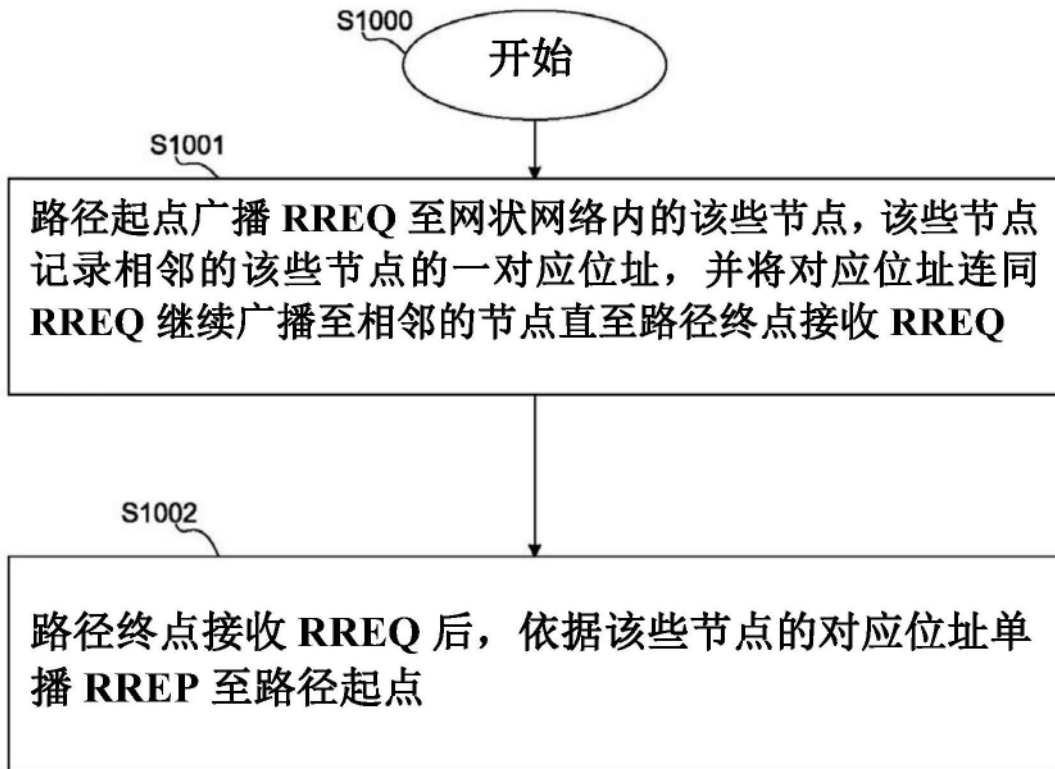 S1000
开始
S1001
路径起点广播 RREQ 至网状网络内的该些节点，该些节点
记录相邻的该些节点的一对应位址，并将对应位址连同
RREQ 继续广播至相邻的节点直至路径终点接收 RREQ
S1002
路径终点接收 RREQ 后，依据该些节点的对应位址单
播 RREP 至路径起点